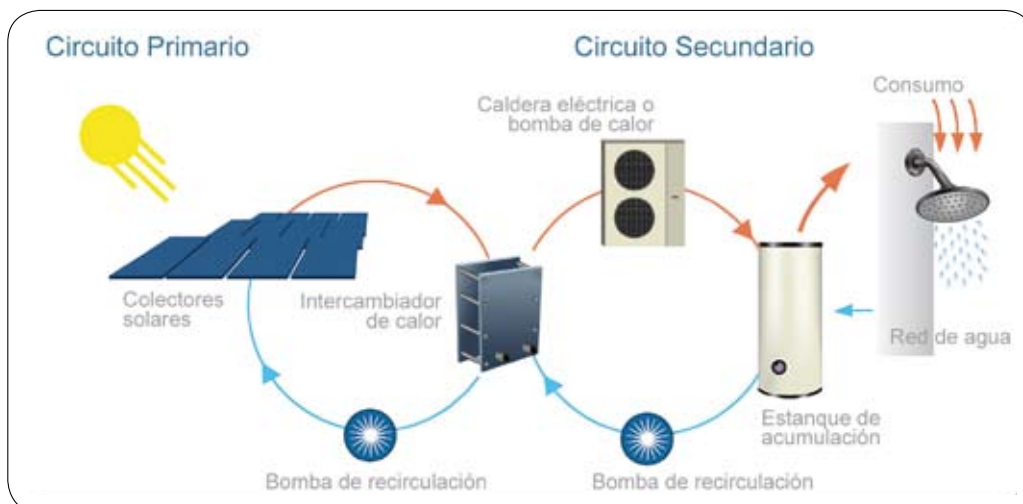 Circuito Primario
Circuito Secundario
Consumo
Caldera eléctrica o
bomba de calor
Colectores
solares
Intercambiador
de calor
Red de agua
Estanque de
acumulación
Bomba de recirculación
Bomba de recirculación